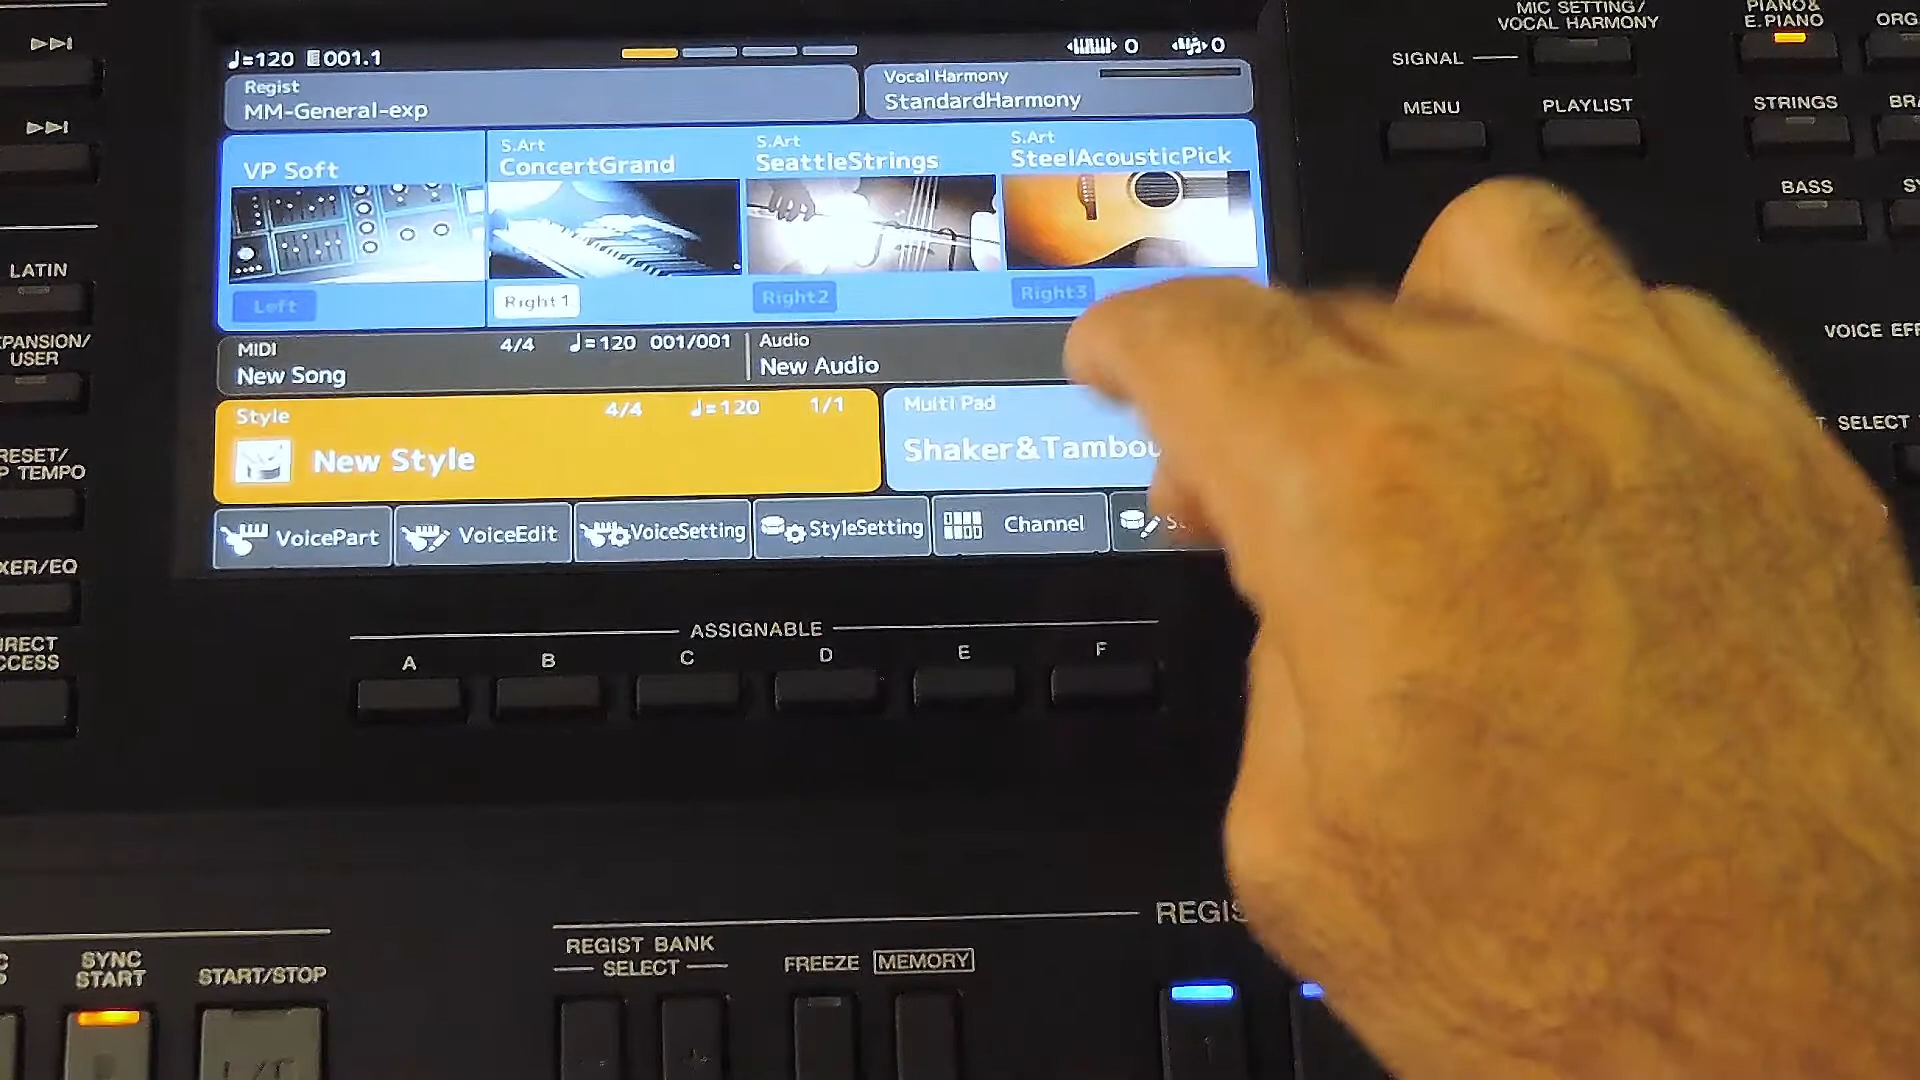 MIC SETTING/
VOCAL HARMONY
PIANO&
E.PIANO
SIGNAL
MENU
PLAYLIST
STRINGS
BASS
♩=120 001.1
0 0
Regist
MM-General-exp
Vocal Harmony
StandardHarmony
VP Soft
S.Art
ConcertGrand
S.Art
SeattleStrings
S.Art
SteelAcousticPick
Left
Right1
Right2
Right3
MIDI 4/4 ♩=120 001/001
New Song
Audio
New Audio
Style 4/4 ♩=120 1/1
New Style
Multi Pad
Shaker&Tambou
VoicePart
VoiceEdit
VoiceSetting
StyleSetting
Channel
LATIN
PANSION/
USER
RESET/
P TEMPO
XER/EQ
IRECT
CCESS
VOICE EF
SELECT
ASSIGNABLE
A B C D E F
SYNC
START
START/STOP
REGIST BANK
SELECT
FREEZE
MEMORY
REGIS